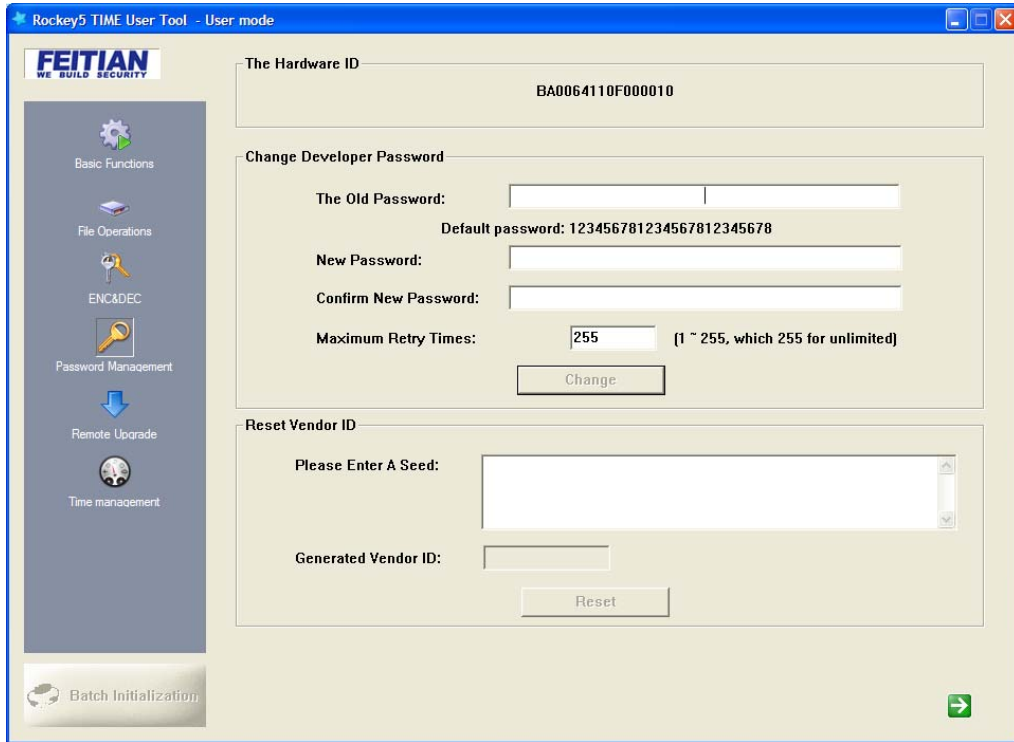 Rockey5 TIME User Tool - User mode
FEITIAN
WE BUILD SECURITY
Basic Functions
File Operations
ENC&DEC
Password Management
Remote Upgrade
Time management
Batch Initialization
The Hardware ID
BA0064110F000010
Change Developer Password
The Old Password:
Default password: 123456781234567812345678
New Password:
Confirm New Password:
Maximum Retry Times: 255 (1 ~ 255, which 255 for unlimited)
Change
Reset Vendor ID
Please Enter A Seed:
Generated Vendor ID:
Reset